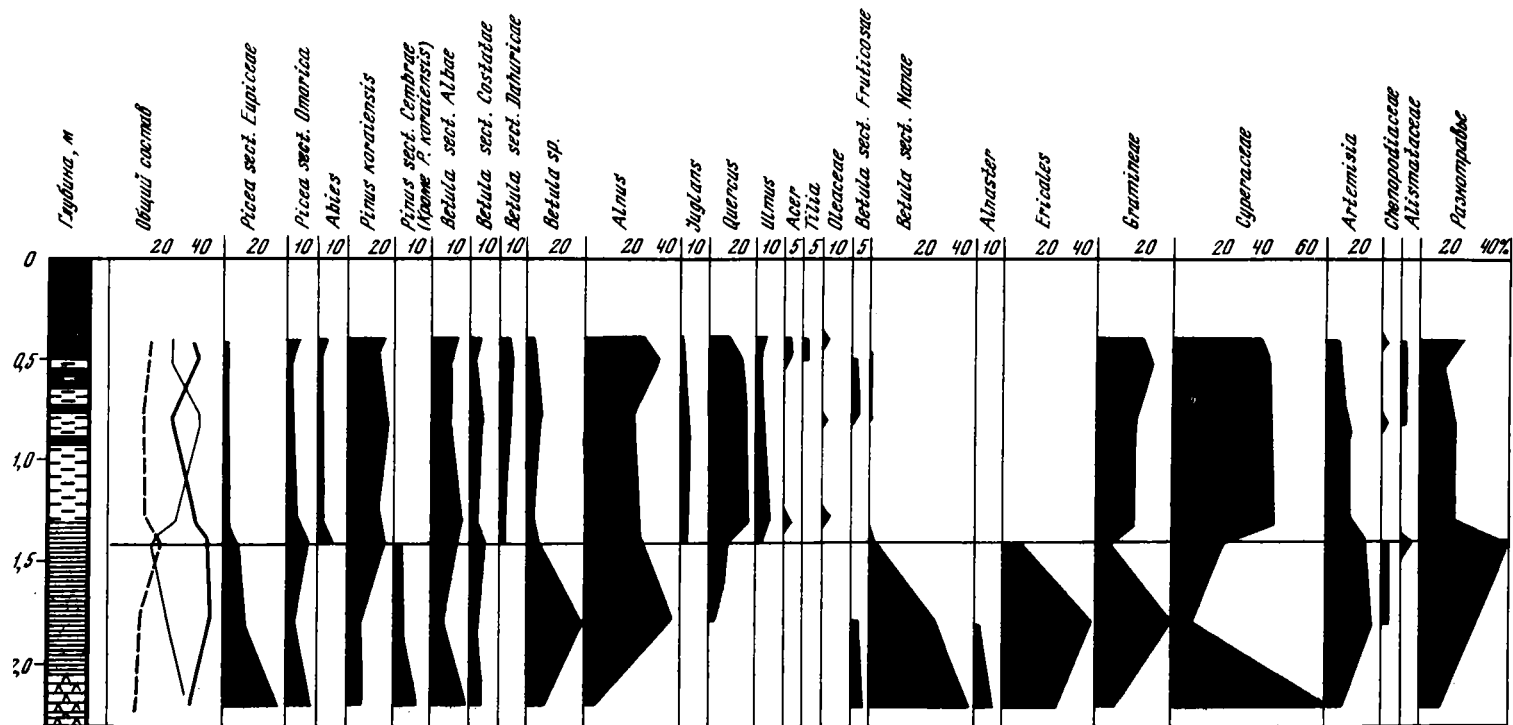 Глубина, м
Общий состав
Picea sect. Eupiceae
Picea sect. Omorica
Abies
Pinus koraiensis
Pinus sect. Cembrae
(кроме P. koraiensis)
Betula sect. Albae
Betula sect. Costatae
Betula sect. Dahuricae
Betula sp.
Alnus
Juglans
Quercus
Ulmus
Acer
Tilia
Oleaceae
Betula sect. Fruticosae
Betula sect. Nanae
Alnaster
Ericales
Gramineae
Cyperaceae
Artemisia
Chenopodiaceae
Alismataceae
Разнотравье
20 40 20 10 10 20 10 10 10 10 20 20 40 10 20 10 5 5 10 5 20 40 10 20 40 20 20 40 60 20 20 40%
0
0,5
1,0
1,5
2,0